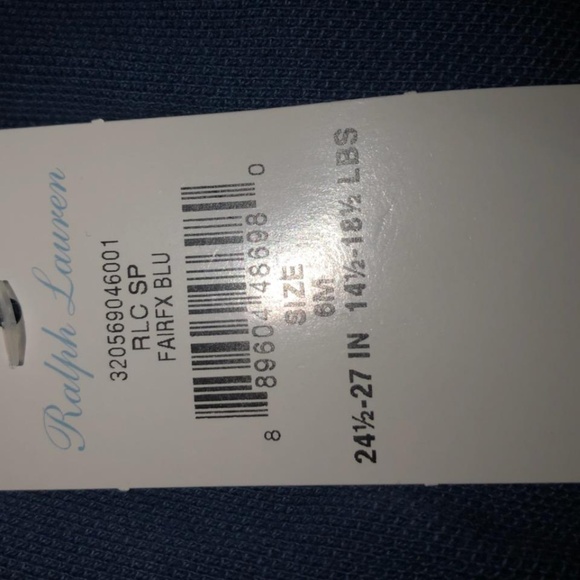 Ralph Lauren
320569046001
RLC SP
FAIRFX BLU
8 89604 48698 0
SIZE
6M
24½-27 IN 14½-18½ LBS